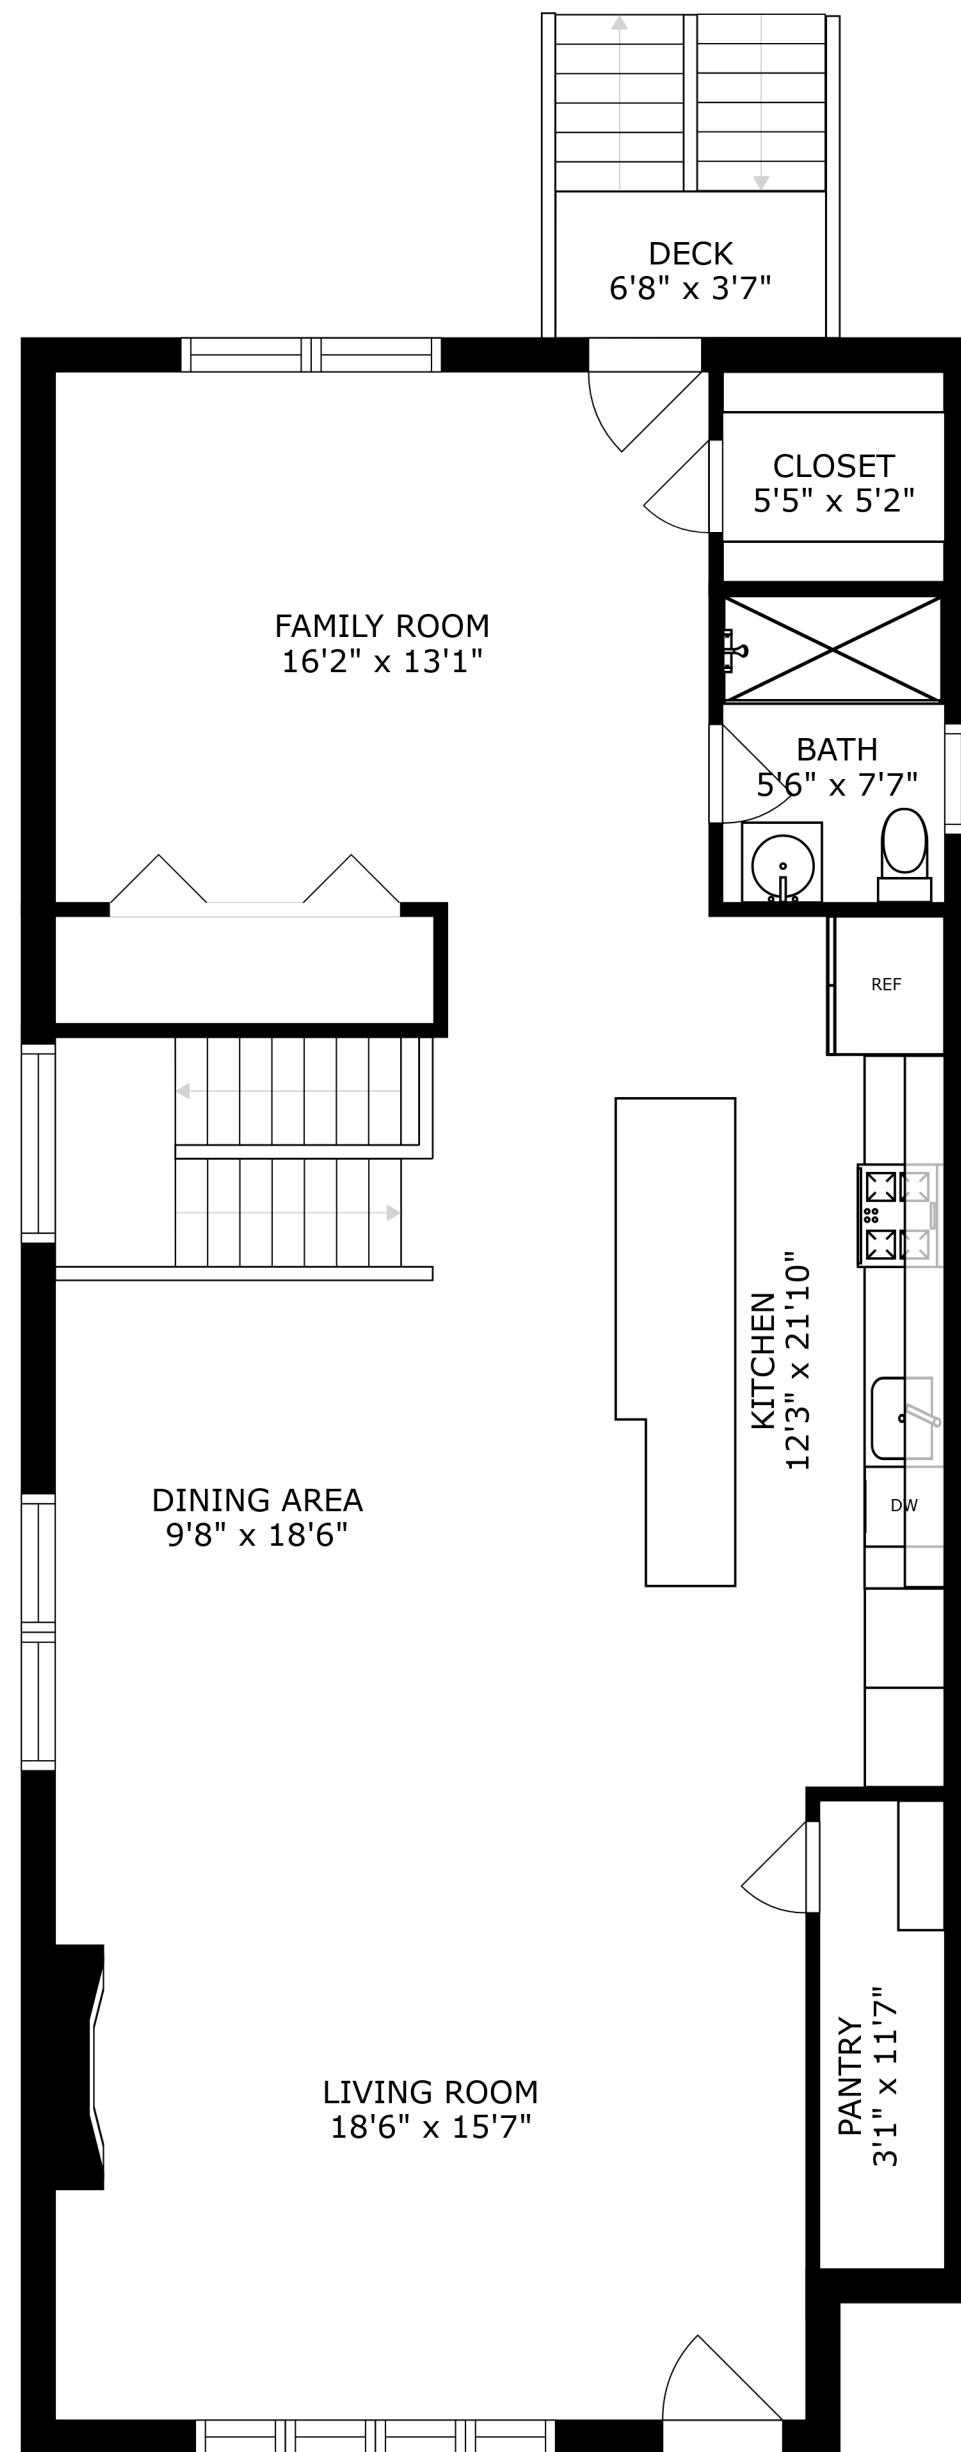 DECK
6'8" x 3'7"
CLOSET
5'5" x 5'2"
FAMILY ROOM
16'2" x 13'1"
BATH
5'6" x 7'7"
REF
KITCHEN
12'3" x 21'10"
DINING AREA
9'8" x 18'6"
DW
PANTRY
3'1" x 11'7"
LIVING ROOM
18'6" x 15'7"